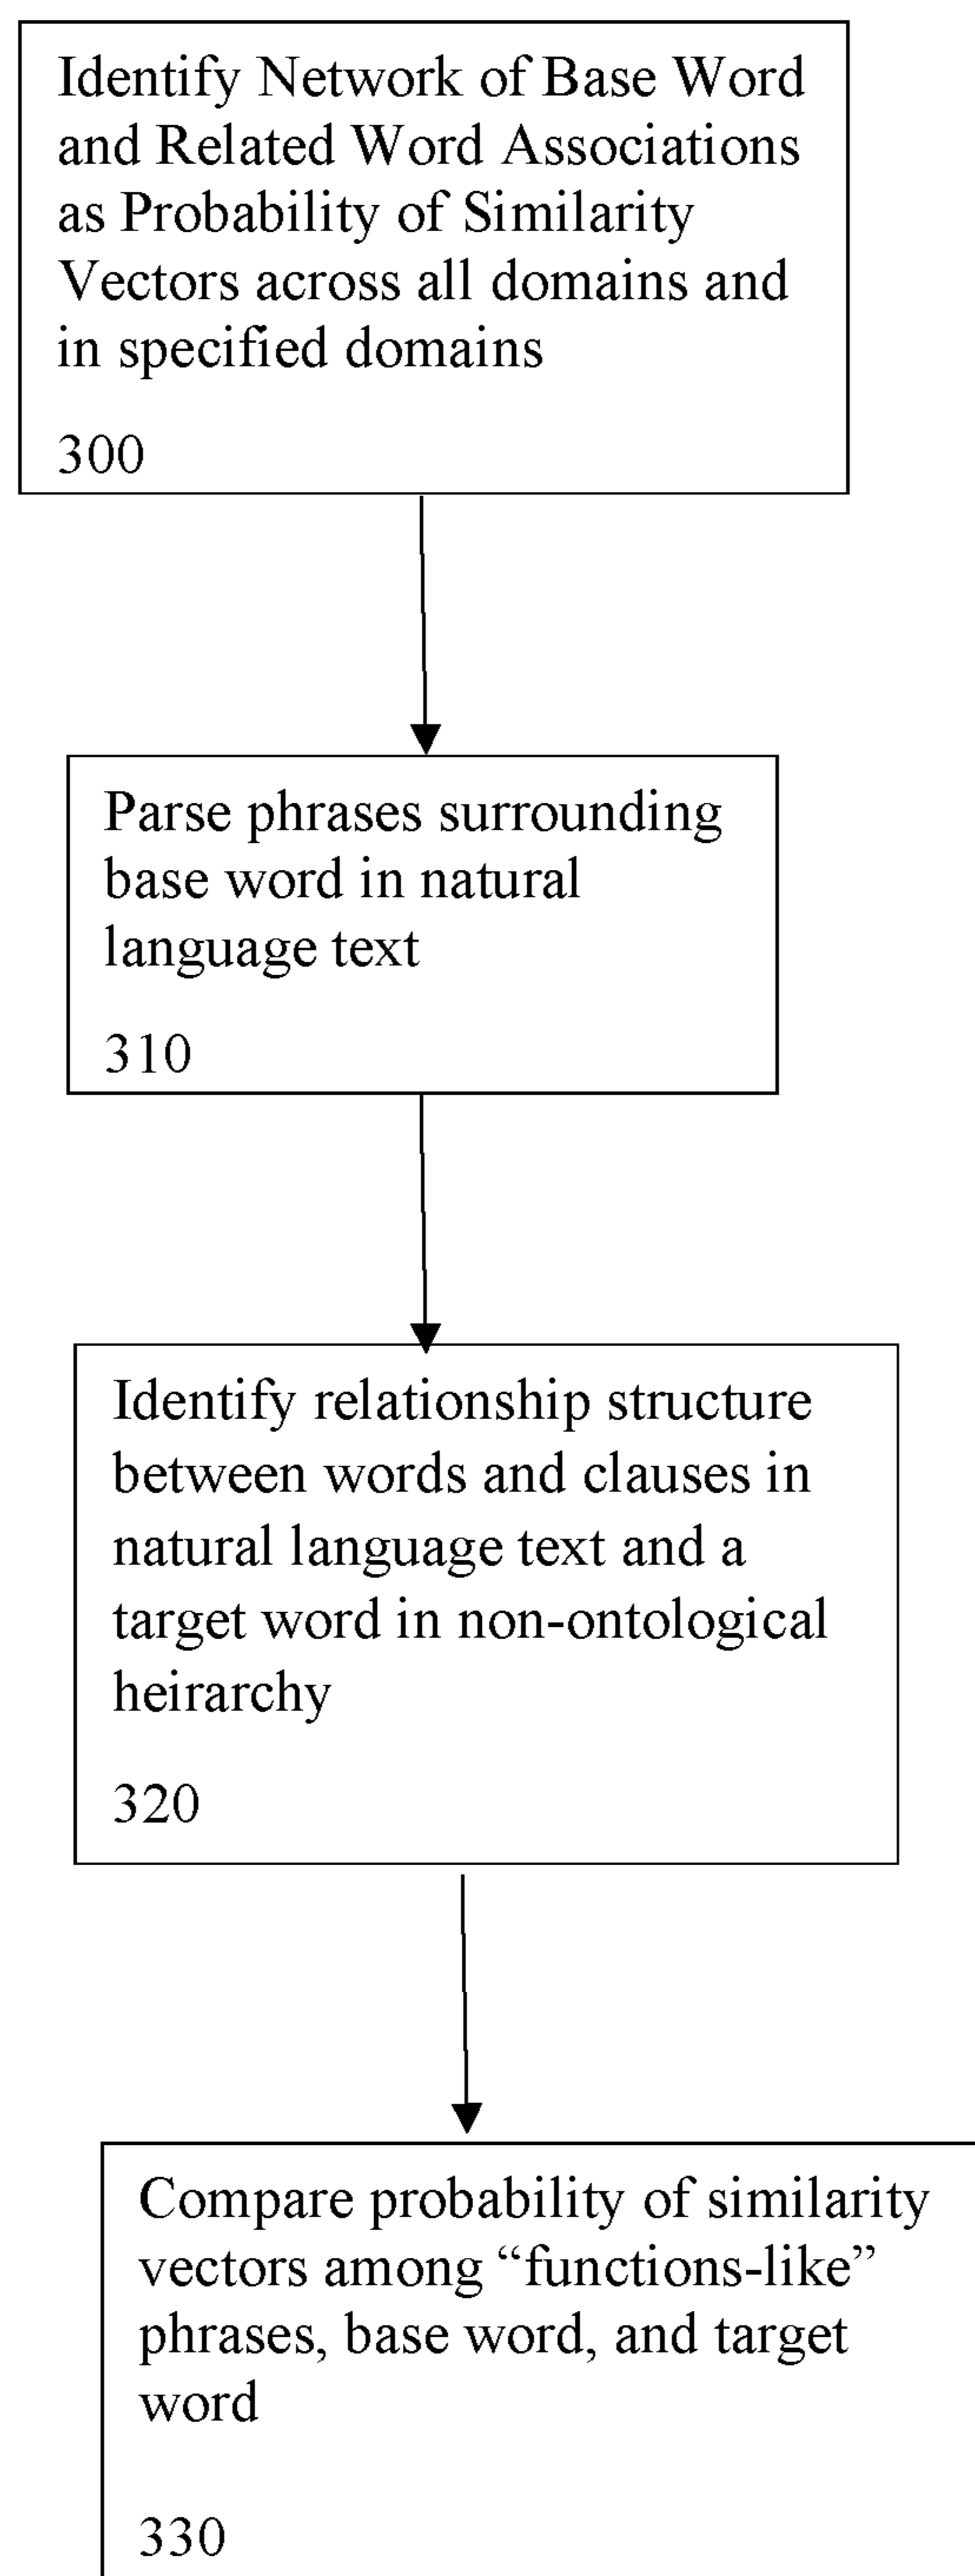 Identify Network of Base Word
and Related Word Associations
as Probability of Similarity
Vectors across all domains and
in specified domains
300
Parse phrases surrounding
base word in natural
language text
310
Identify relationship structure
between words and clauses in
natural language text and a
target word in non-ontological
heirarchy
320
Compare probability of similarity
vectors among “functions-like”
phrases, base word, and target
word
330